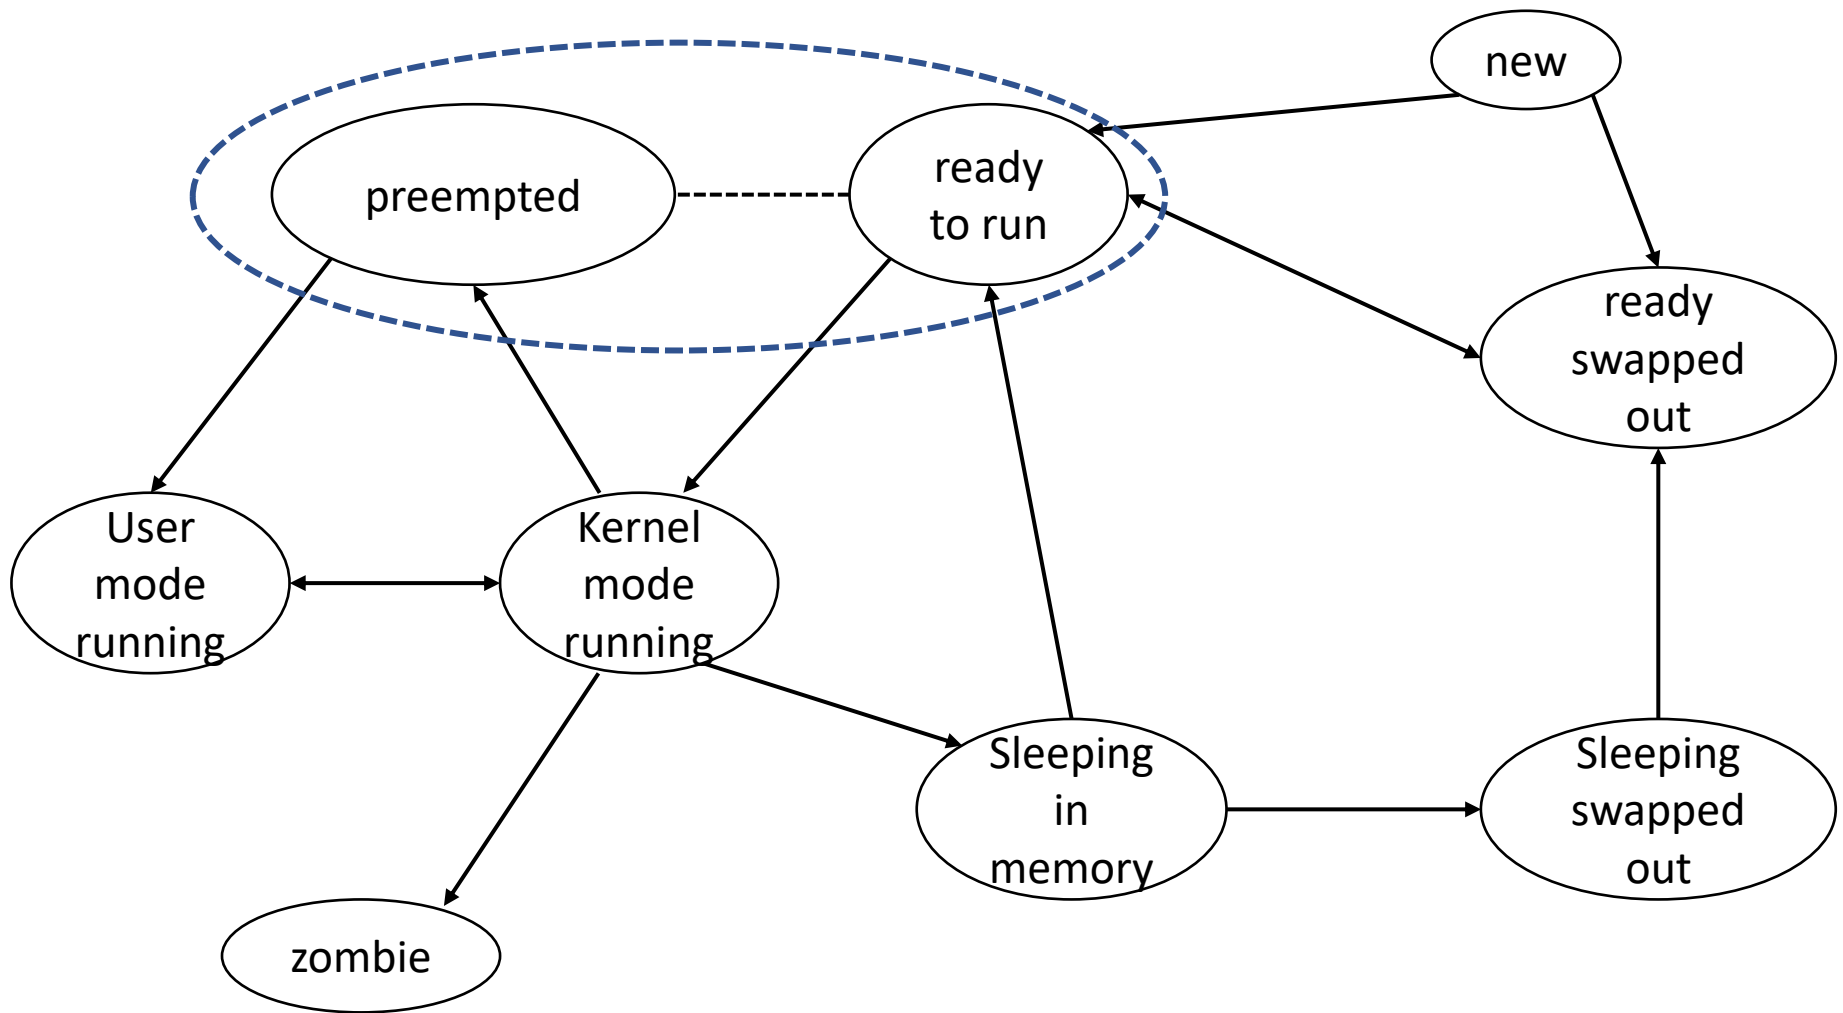 new
preempted
ready
to run
ready
swapped
out
User
mode
running
Kernel
mode
running
Sleeping
in
memory
Sleeping
swapped
out
zombie